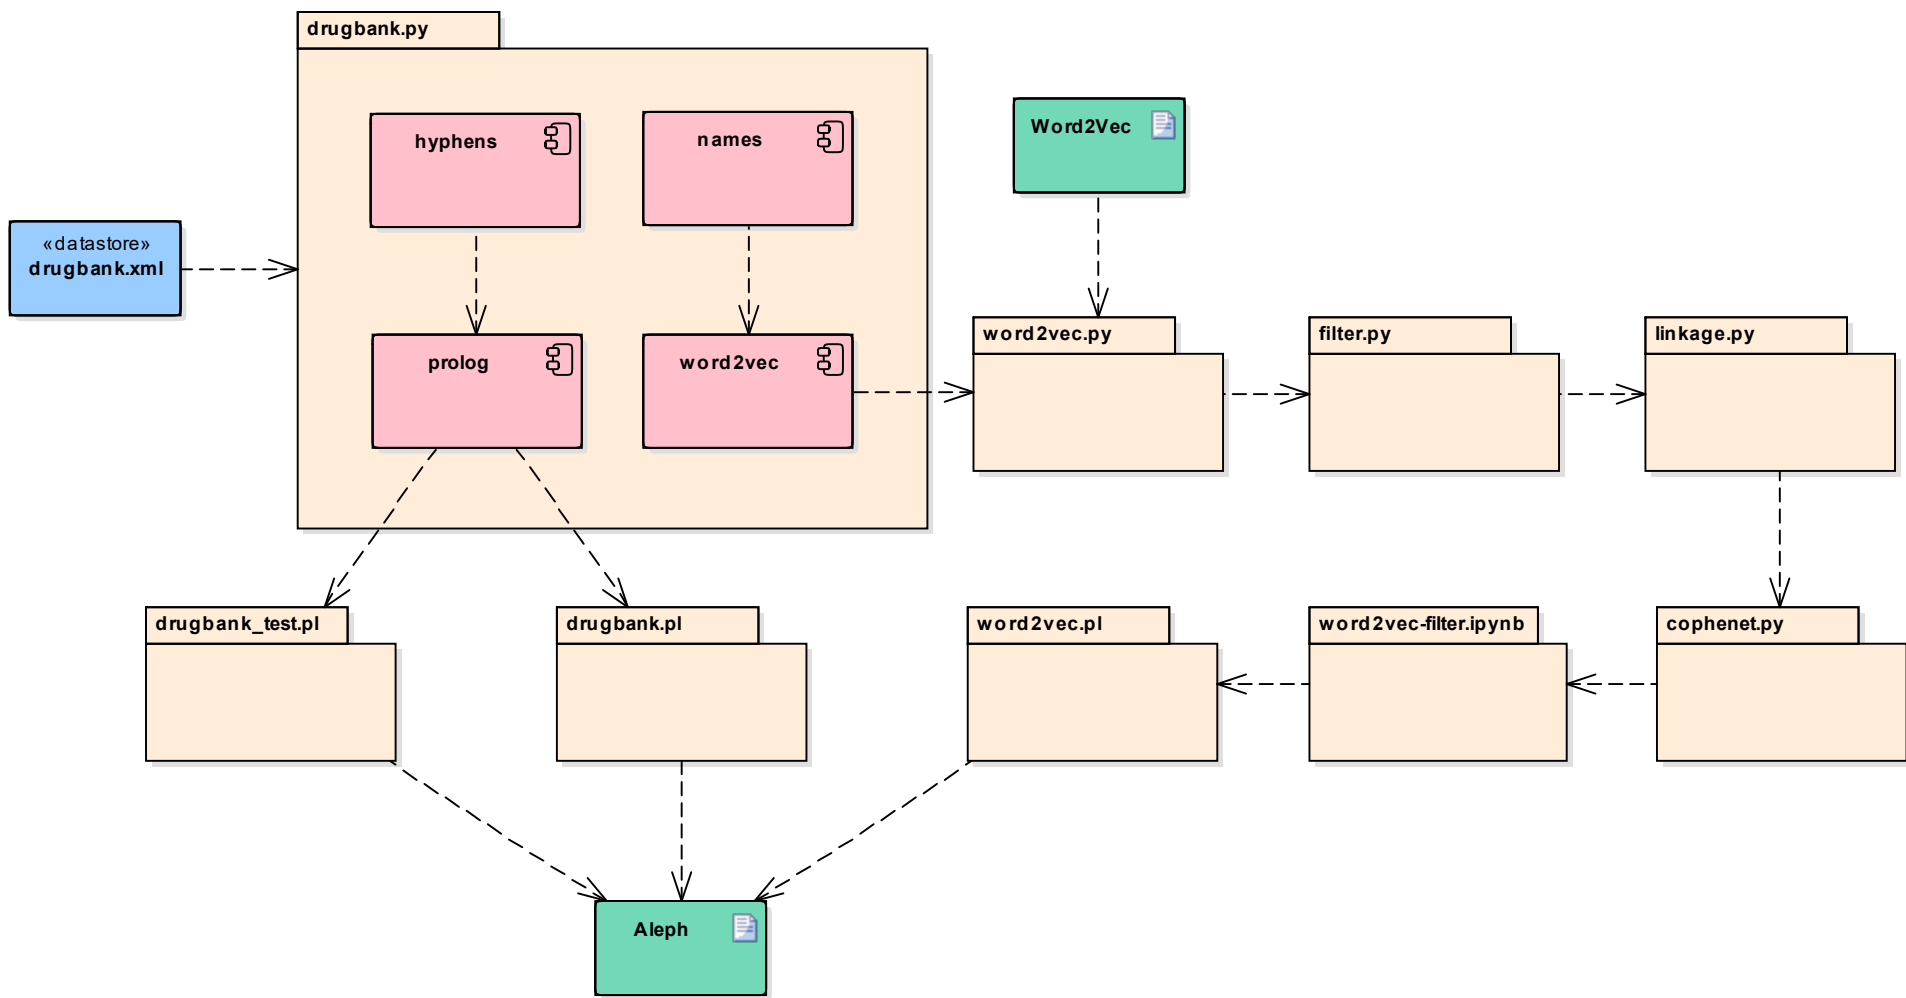 drugbank.py
hyphens
names
Word2Vec
«datastore»
drugbank.xml
prolog
word2vec
word2vec.py
filter.py
linkage.py
drugbank_test.pl
drugbank.pl
word2vec.pl
word2vec-filter.ipynb
cophenet.py
Aleph